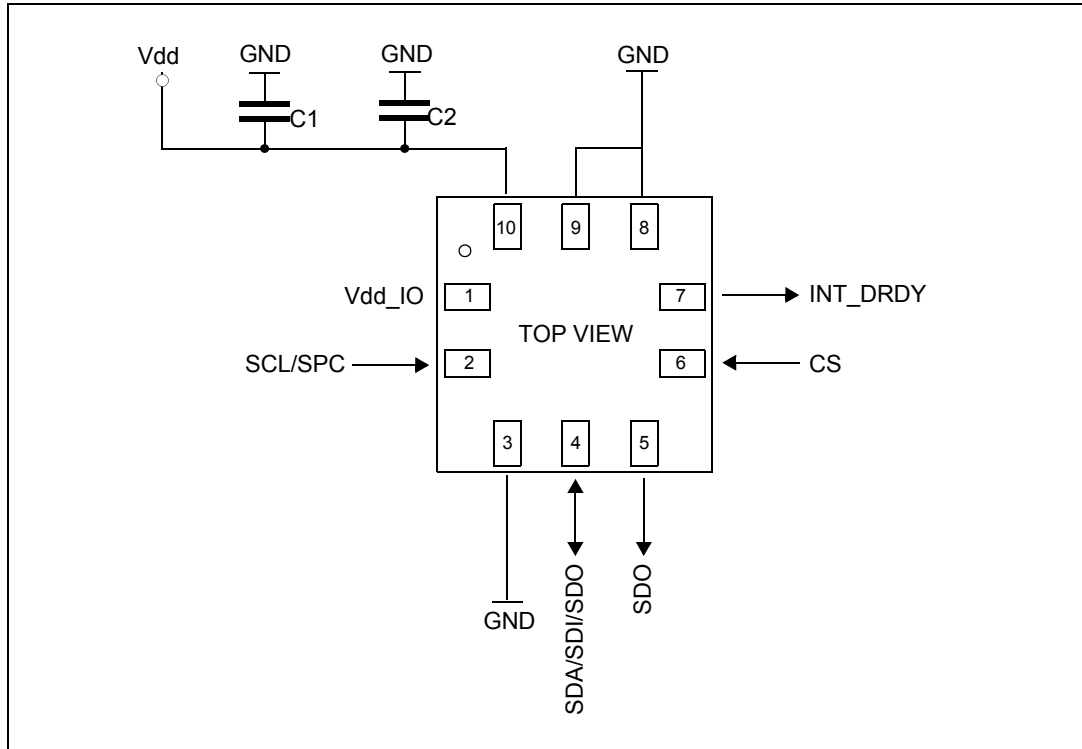 Vdd
GND
GND
GND
C1
C2
10
9
8
Vdd_IO
1
7
INT_DRDY
TOP VIEW
SCL/SPC
2
6
CS
3
4
5
GND
SDA/SDI/SDO
SDO